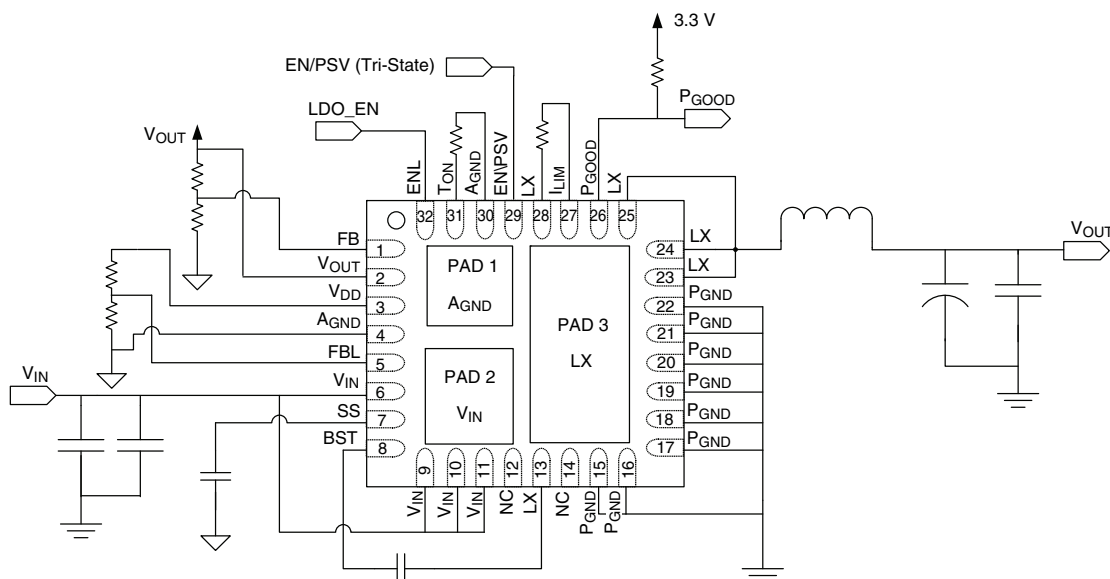 3.3 V
EN/PSV (Tri-State)
PGOOD
LDO_EN
VOUT
ENL
TON
AGND
EN\PSV
LX
ILIM
PGOOD
LX
32
31
30
29
28
27
26
25
FB
1
VOUT
2
VDD
3
AGND
4
FBL
5
VIN
VIN
6
SS
7
BST
8
PAD 1
AGND
PAD 2
VIN
PAD 3
LX
24
LX
23
LX
22
PGND
21
PGND
20
PGND
19
PGND
18
PGND
17
PGND
VOUT
9
10
11
12
13
14
15
16
VIN
VIN
VIN
NC
LX
NC
PGND
PGND